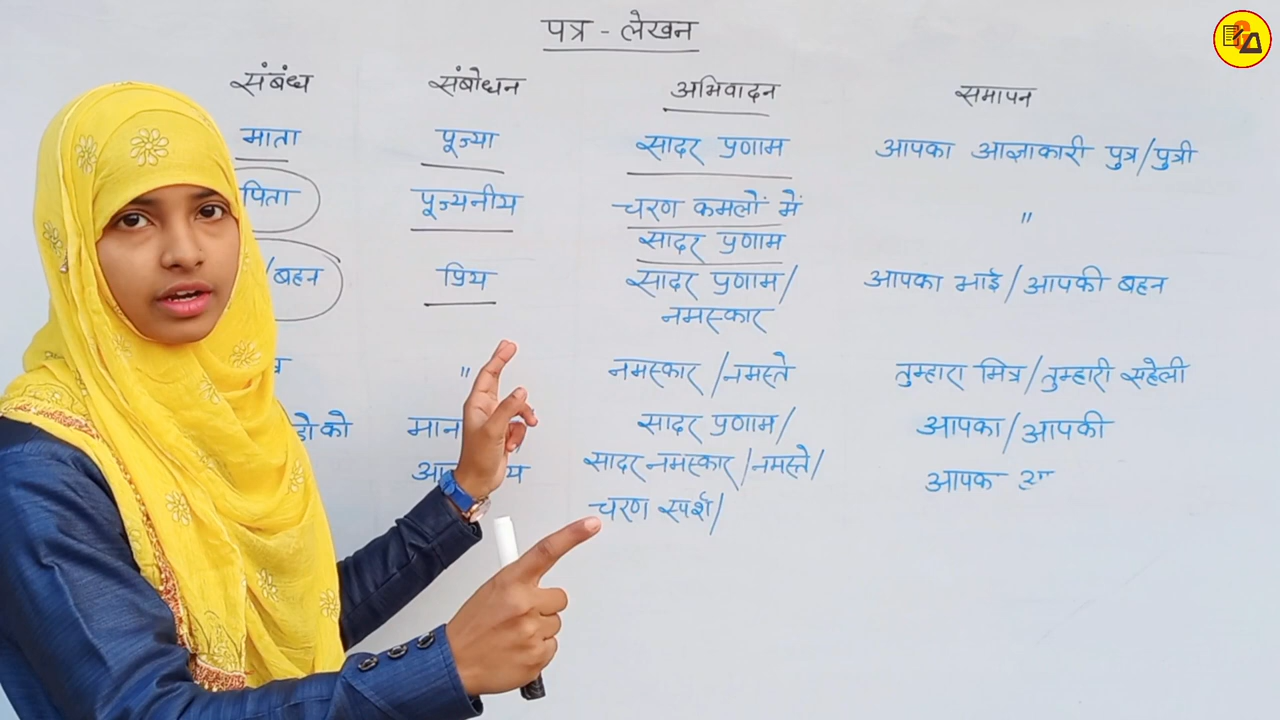 पत्र - लेखन
संबंध संबोधन अभिवादन समापन
माता पूज्या सादर प्रणाम आपका आज्ञाकारी पुत्र/पुत्री
पिता पूज्यनीय चरण कमलों में "
सादर प्रणाम
/बहन प्रिय सादर प्रणाम/ आपका भाई/आपकी बहन
नमस्कार
" नमस्कार/नमस्ते तुम्हारा मित्र/तुम्हारी सहेली
को सादर प्रणाम/ आपका/आपकी
सादर नमस्कार/नमस्ते/ आपक
चरण स्पर्श/